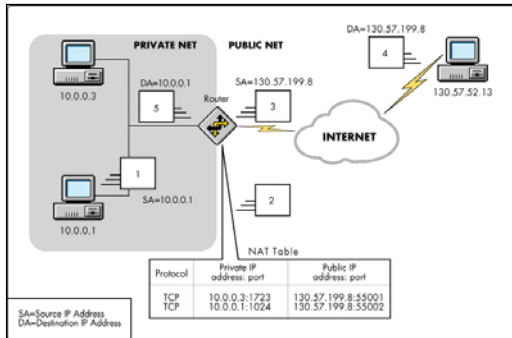 PRIVATE NET
PUBLIC NET
DA=130.57.199.8
4
130.57.52.13
10.0.0.3
DA=10.0.0.1
5
Router
SA=130.57.199.8
3
INTERNET
1
SA=10.0.0.1
10.0.0.1
2
NAT Table
Protocol
Private IP
address: port
Public IP
address: port
TCP 10.0.0.3:1723 130.57.199.8:55001
TCP 10.0.0.1:1024 130.57.199.8:55002
SA=Source IP Address
DA=Destination IP Address